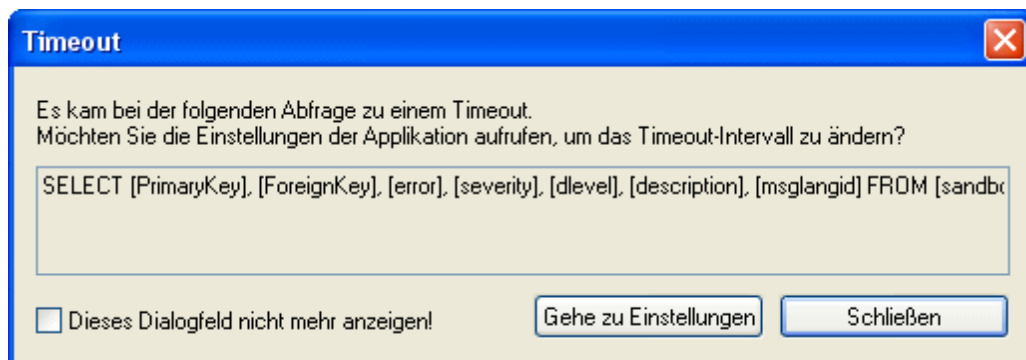 Timeout
Es kam bei der folgenden Abfrage zu einem Timeout.
Möchten Sie die Einstellungen der Applikation aufrufen, um das Timeout-Intervall zu ändern?
SELECT [PrimaryKey], [ForeignKey], [error], [severity], [dlevel], [description], [msglangid] FROM [sandbo
Dieses Dialogfeld nicht mehr anzeigen!
Gehe zu Einstellungen
Schließen